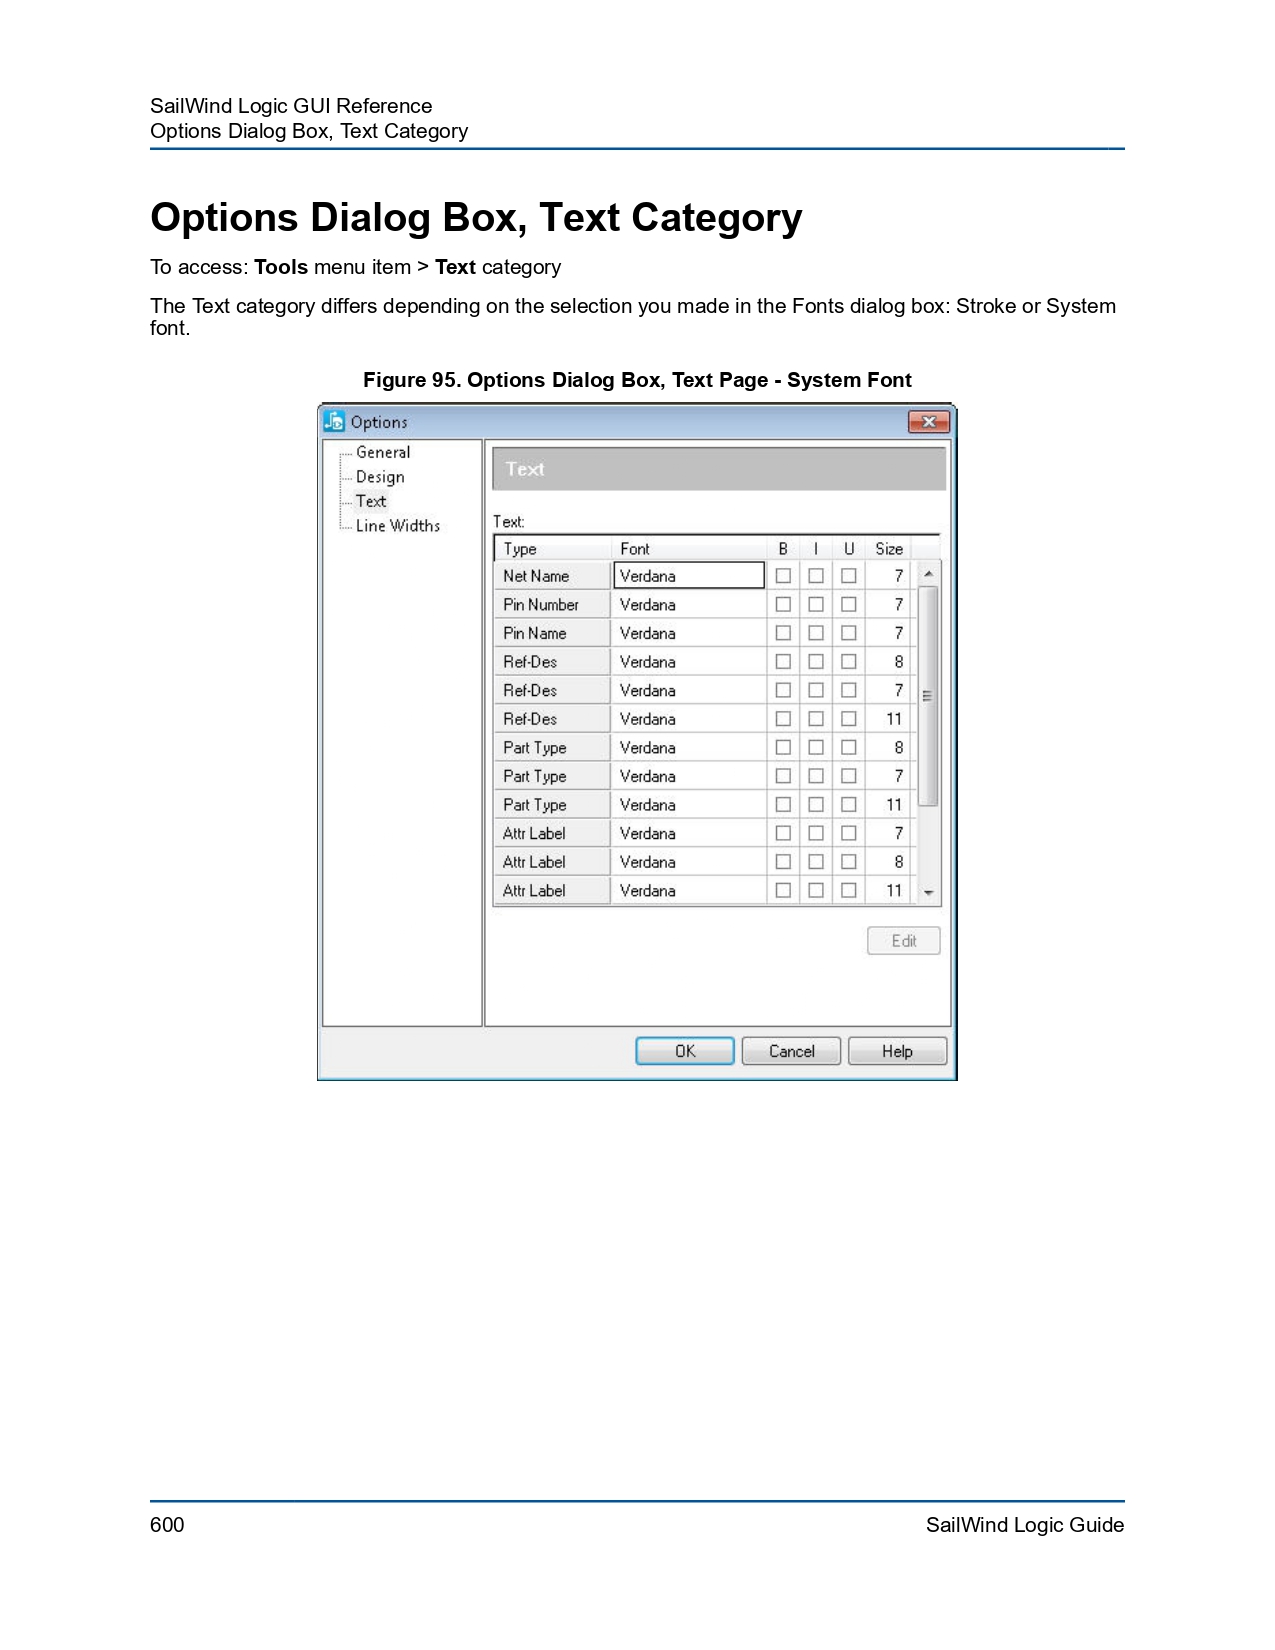 SailWind Logic GUI Reference
Options Dialog Box, Text Category
Options Dialog Box, Text Category
To access: Tools menu item > Text category
The Text category differs depending on the selection you made in the Fonts dialog box: Stroke or System
font.
Figure 95. Options Dialog Box, Text Page - System Font
Options
General
Design
Text
Line Widths
Text
Text:
Type Font B I U Size
Net Name Verdana 7
Pin Number Verdana 7
Pin Name Verdana 7
Ref-Des Verdana 8
Ref-Des Verdana 7
Ref-Des Verdana 11
Part Type Verdana 8
Part Type Verdana 7
Part Type Verdana 11
Attr Label Verdana 7
Attr Label Verdana 8
Attr Label Verdana 11
Edit
OK Cancel Help
600 SailWind Logic Guide